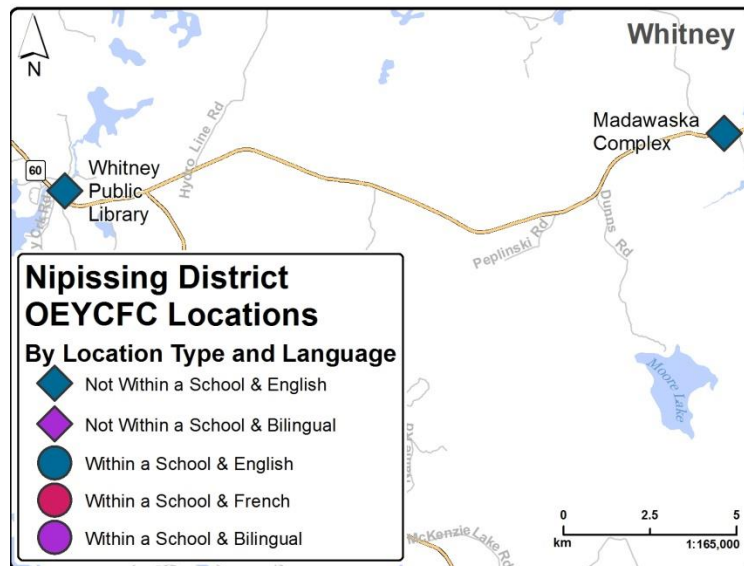 Whitney
N
Madawaska
Complex
Hydro Line Rd
60
Whitney
Public
Library
Dunns Rd
Peplinski Rd
Nipissing District
OEYCFC Locations
By Location Type and Language
Not Within a School & English
Not Within a School & Bilingual
Within a School & English
Within a School & French
Within a School & Bilingual
Moore Lake
McKenzie Lake Rd
0 2.5 5
km 1:165,000